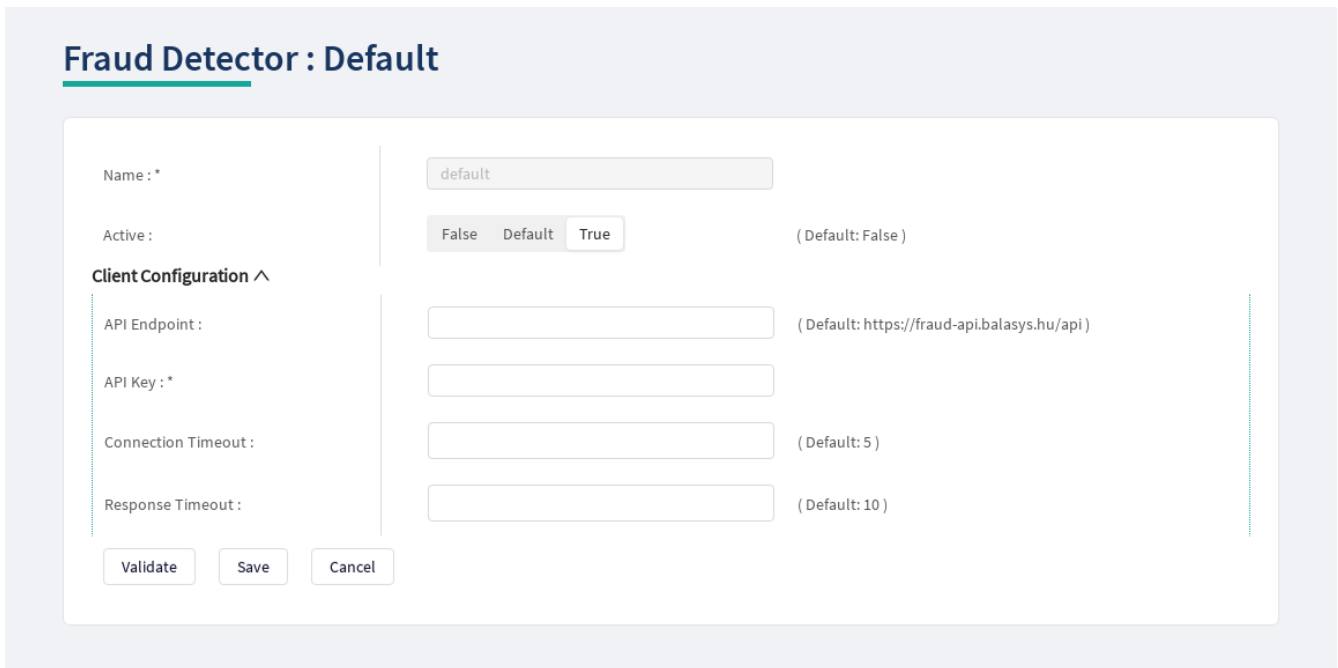 Fraud Detector : Default
Name : * default
Active : False Default True ( Default: False )
Client Configuration
API Endpoint : ( Default: https://fraud-api.balasys.hu/api )
API Key : *
Connection Timeout : ( Default: 5 )
Response Timeout : ( Default: 10 )
Validate Save Cancel